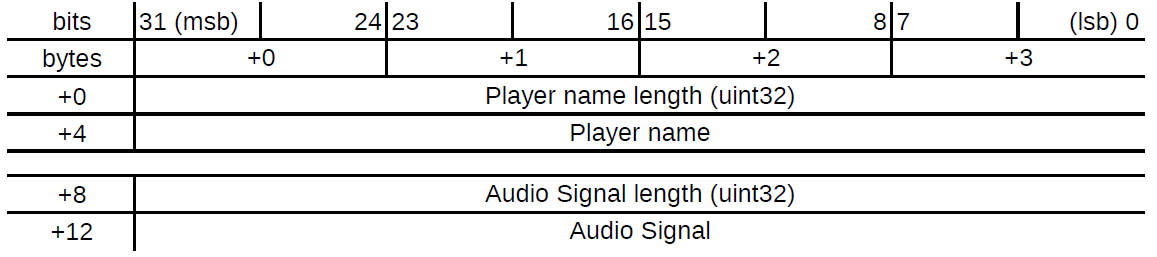 bits 31 (msb) 24 23 16 15 8 7 (lsb) 0
bytes +0 +1 +2 +3
+0 Player name length (uint32)
+4 Player name
+8 Audio Signal length (uint32)
+12 Audio Signal